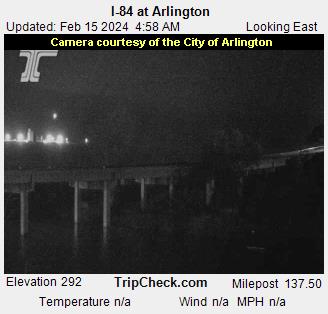 I-84 at Arlington
Updated: Feb 15 2024 4:58 AM Looking East
Camera courtesy of the City of Arlington
Elevation 292 TripCheck.com Milepost 137.50
Temperature n/a Wind n/a MPH n/a